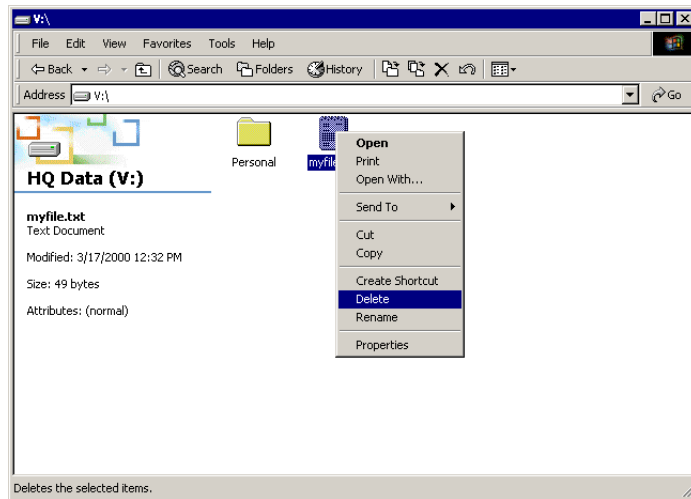 V:\
File Edit View Favorites Tools Help
Back Search Folders History
Address V:\ Go
HQ Data (V:)
myfile.txt
Text Document
Modified: 3/17/2000 12:32 PM
Size: 49 bytes
Attributes: (normal)
Personal
myfile
Open
Print
Open With...
Send To
Cut
Copy
Create Shortcut
Delete
Rename
Properties
Deletes the selected items.